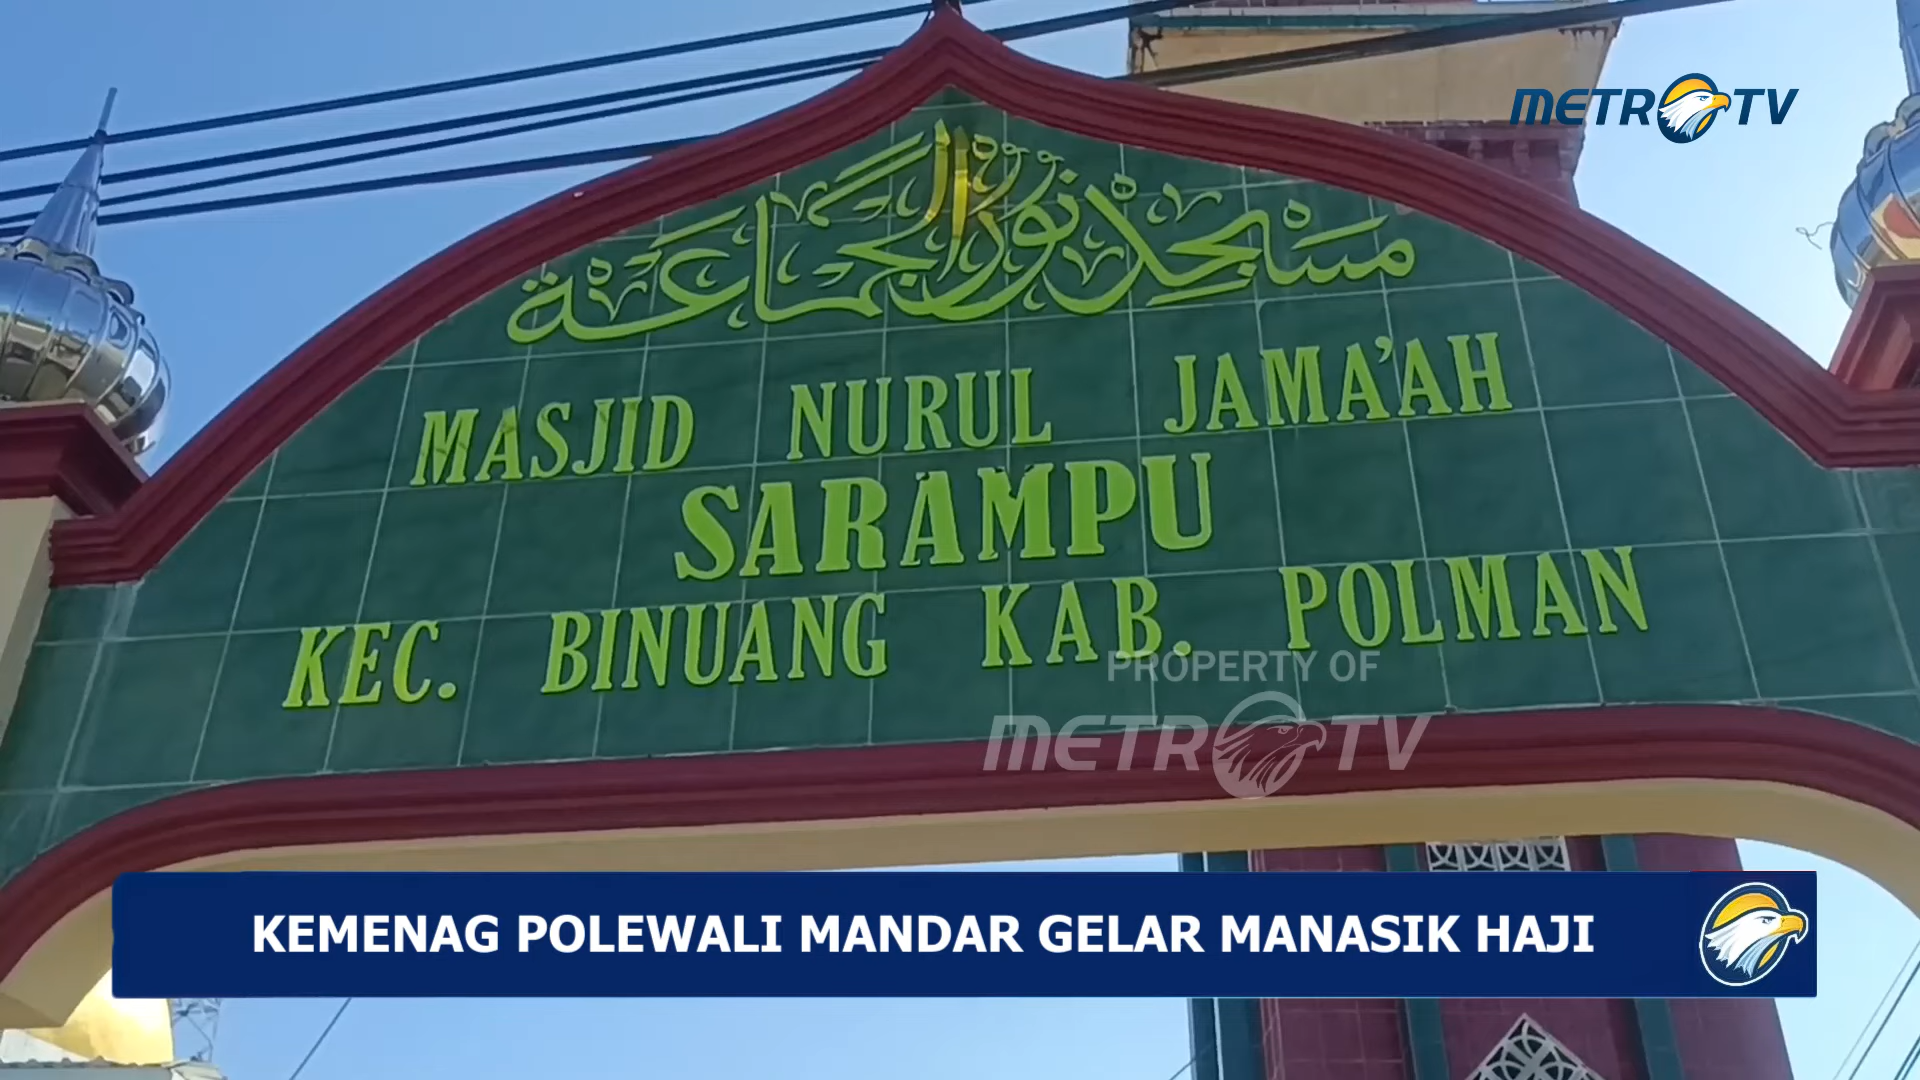 METRO TV
مسجد نور الجماعة
MASJID NURUL JAMA'AH
SARAMPU
KEC. BINUANG KAB. POLMAN
PROPERTY OF
METRO TV
KEMENAG POLEWALI MANDAR GELAR MANASIK HAJI